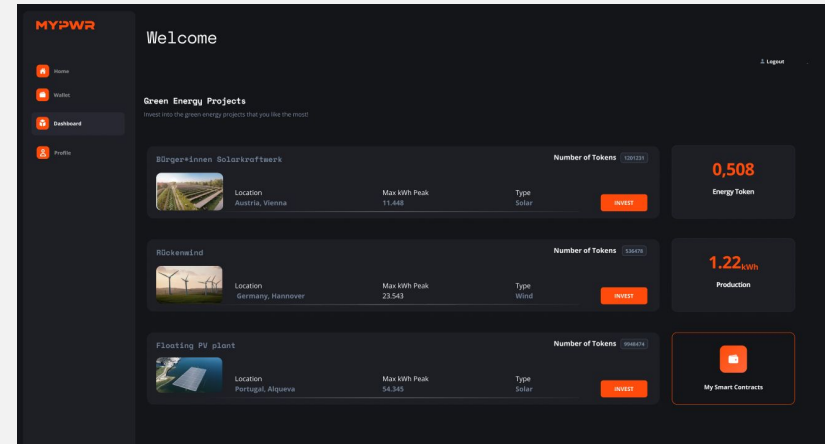 MYPWR
Welcome
Logout
Home
Wallet
Dashboard
Profile
Green Energy Projects
Invest into the green energy projects that you like the most!
Bürger*innen Solarkraftwerk
Number of Tokens 1201231
Location
Max kWh Peak
Type
Austria, Vienna
11.448
Solar
INVEST
0,508
Energy Token
Rückenwind
Number of Tokens 536478
Location
Max kWh Peak
Type
Germany, Hannover
23.543
Wind
INVEST
1.22kWh
Production
Floating PV plant
Number of Tokens 9948474
Location
Max kWh Peak
Type
Portugal, Alqueva
54.345
Solar
INVEST
My Smart Contracts